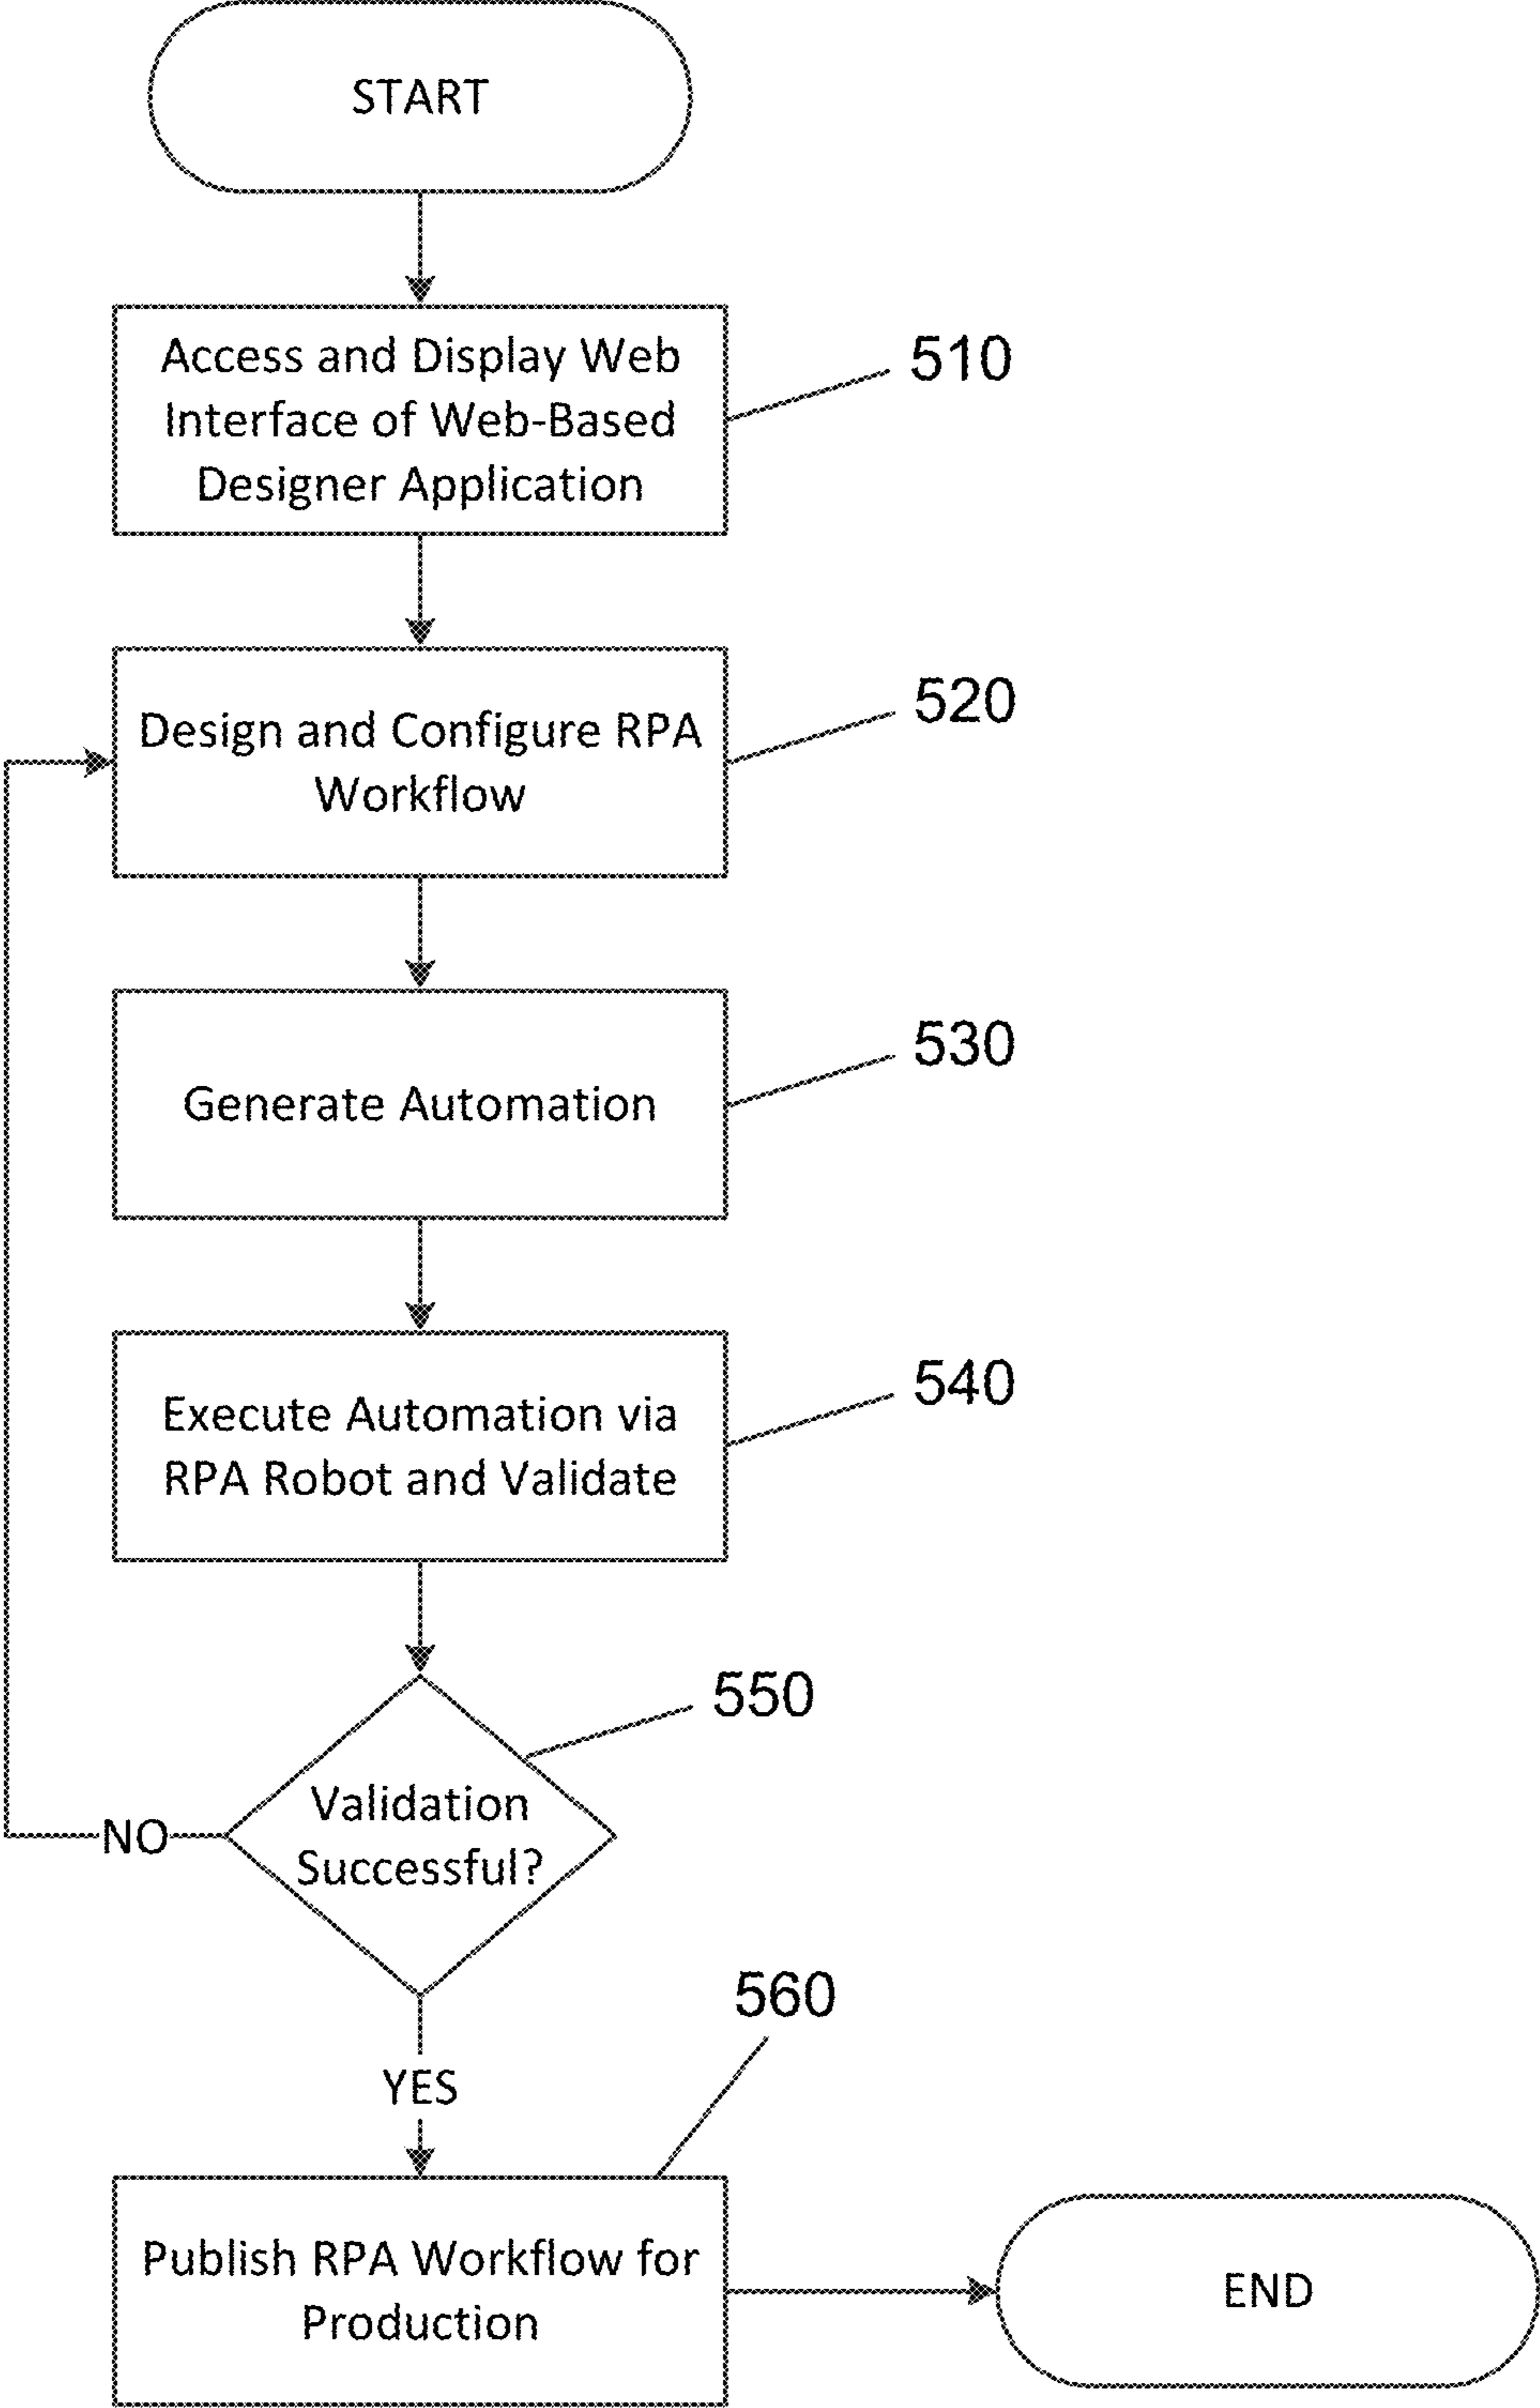 START
Access and Display Web
Interface of Web-Based
Designer Application
510
Design and Configure RPA
Workflow
520
Generate Automation
530
Execute Automation via
RPA Robot and Validate
540
Validation
Successful?
550
NO
YES
560
Publish RPA Workflow for
Production
END